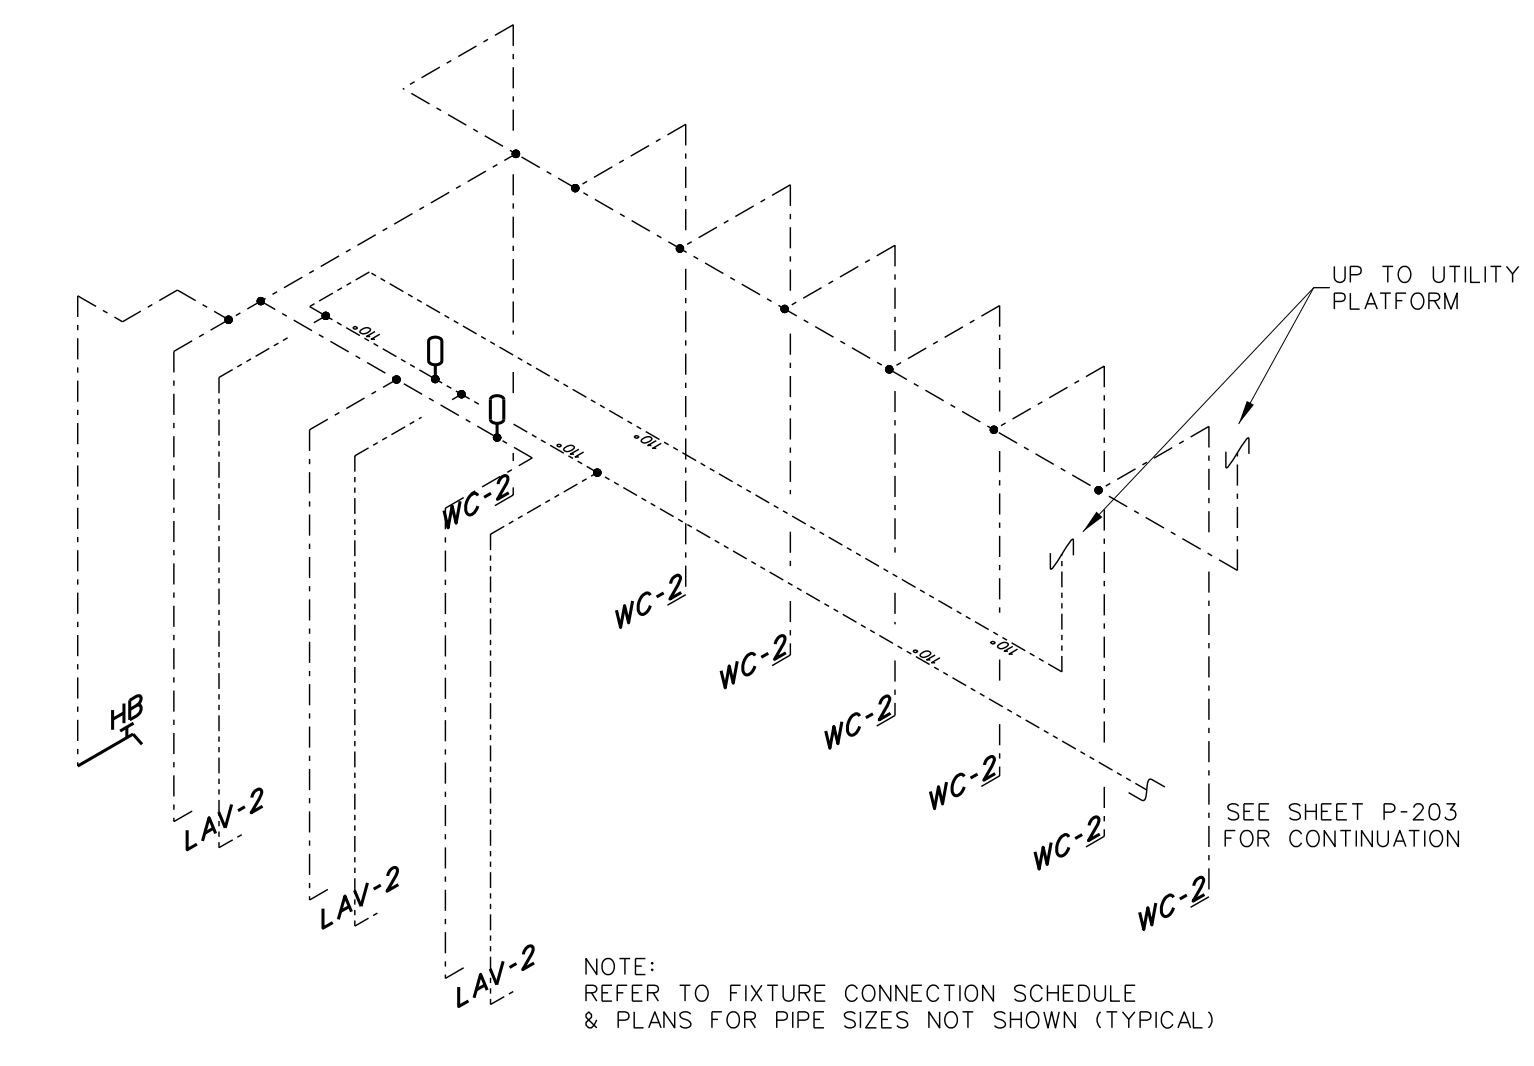 UP TO UTILITY
PLATFORM
110°
110°
110°
110°
110°
WC-2
WC-2
WC-2
WC-2
WC-2
WC-2
WC-2
HB
LAV-2
LAV-2
LAV-2
SEE SHEET P-203
FOR CONTINUATION
NOTE:
REFER TO FIXTURE CONNECTION SCHEDULE
& PLANS FOR PIPE SIZES NOT SHOWN (TYPICAL)